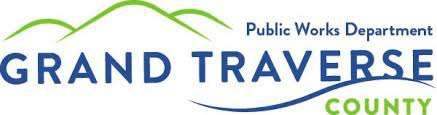 Public Works Department
GRAND TRAVERSE
COUNTY